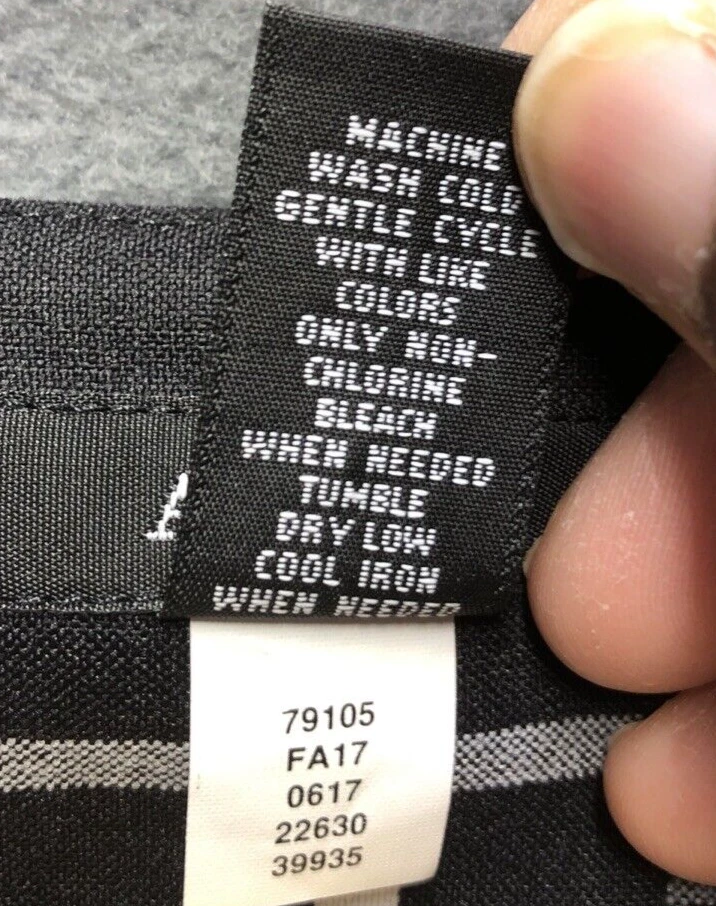 MACHINE
WASH COLD
GENTLE CYCLE
WITH LIKE
COLORS
ONLY NON-
CHLORINE
BLEACH
WHEN NEEDED
TUMBLE
DRY LOW
COOL IRON
WHEN NEEDED
A
79105
FA17
0617
22630
39935